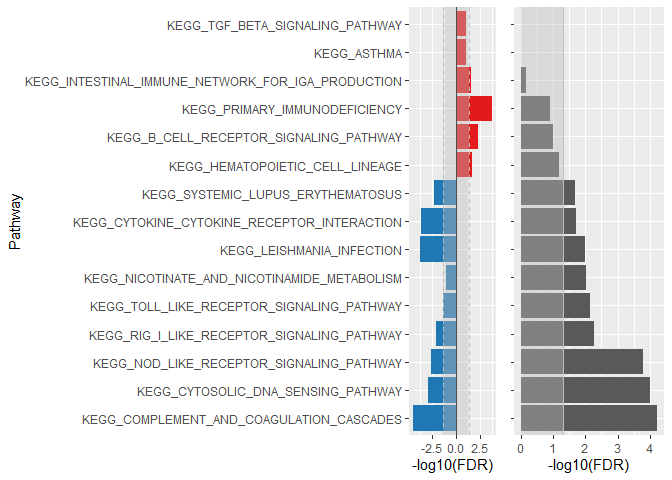 KEGG_TGF_BETA_SIGNALING_PATHWAY
KEGG_ASTHMA
KEGG_INTESTINAL_IMMUNE_NETWORK_FOR_IGA_PRODUCTION
KEGG_PRIMARY_IMMUNODEFICIENCY
KEGG_B_CELL_RECEPTOR_SIGNALING_PATHWAY
KEGG_HEMATOPOIETIC_CELL_LINEAGE
KEGG_SYSTEMIC_LUPUS_ERYTHEMATOSUS
KEGG_CYTOKINE_CYTOKINE_RECEPTOR_INTERACTION
KEGG_LEISHMANIA_INFECTION
KEGG_NICOTINATE_AND_NICOTINAMIDE_METABOLISM
KEGG_TOLL_LIKE_RECEPTOR_SIGNALING_PATHWAY
KEGG_RIG_I_LIKE_RECEPTOR_SIGNALING_PATHWAY
KEGG_NOD_LIKE_RECEPTOR_SIGNALING_PATHWAY
KEGG_CYTOSOLIC_DNA_SENSING_PATHWAY
KEGG_COMPLEMENT_AND_COAGULATION_CASCADES
Pathway
-2.5 0.0 2.5
-log10(FDR)
0 1 2 3 4
-log10(FDR)